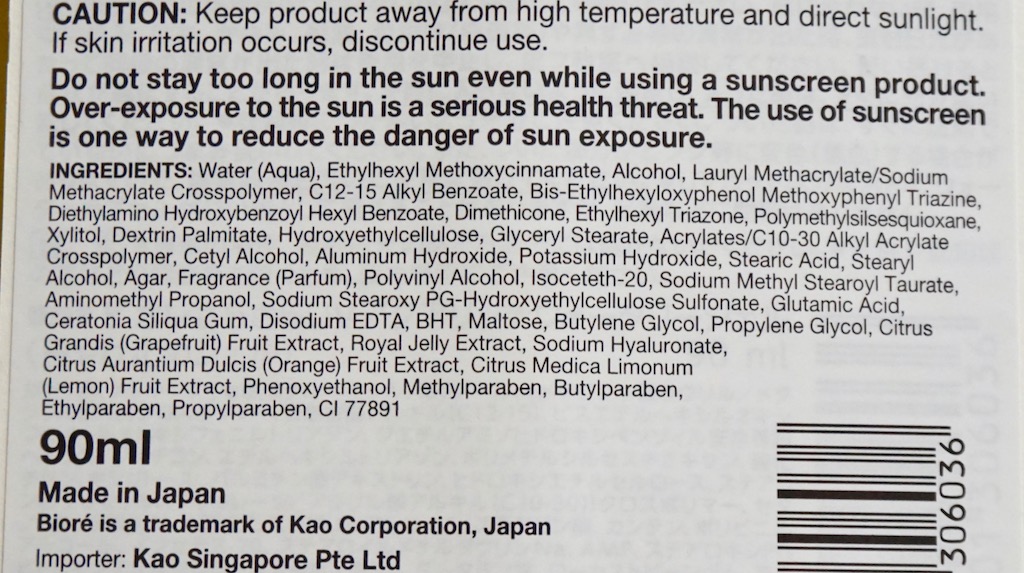 CAUTION: Keep product away from high temperature and direct sunlight.
If skin irritation occurs, discontinue use.
Do not stay too long in the sun even while using a sunscreen product.
Over-exposure to the sun is a serious health threat. The use of sunscreen
is one way to reduce the danger of sun exposure.
INGREDIENTS: Water (Aqua), Ethylhexyl Methoxycinnamate, Alcohol, Lauryl Methacrylate/Sodium
Methacrylate Crosspolymer, C12-15 Alkyl Benzoate, Bis-Ethylhexyloxyphenol Methoxyphenyl Triazine,
Diethylamino Hydroxybenzoyl Hexyl Benzoate, Dimethicone, Ethylhexyl Triazone, Polymethylsilsesquioxane,
Xylitol, Dextrin Palmitate, Hydroxyethylcellulose, Glyceryl Stearate, Acrylates/C10-30 Alkyl Acrylate
Crosspolymer, Cetyl Alcohol, Aluminum Hydroxide, Potassium Hydroxide, Stearic Acid, Stearyl
Alcohol, Agar, Fragrance (Parfum), Polyvinyl Alcohol, Isoceteth-20, Sodium Methyl Stearoyl Taurate,
Aminomethyl Propanol, Sodium Stearoxy PG-Hydroxyethylcellulose Sulfonate, Glutamic Acid,
Ceratonia Siliqua Gum, Disodium EDTA, BHT, Maltose, Butylene Glycol, Propylene Glycol, Citrus
Grandis (Grapefruit) Fruit Extract, Royal Jelly Extract, Sodium Hyaluronate,
Citrus Aurantium Dulcis (Orange) Fruit Extract, Citrus Medica Limonum
(Lemon) Fruit Extract, Phenoxyethanol, Methylparaben, Butylparaben,
Ethylparaben, Propylparaben, CI 77891
90ml
Made in Japan
Bioré is a trademark of Kao Corporation, Japan
Importer: Kao Singapore Pte Ltd
306036